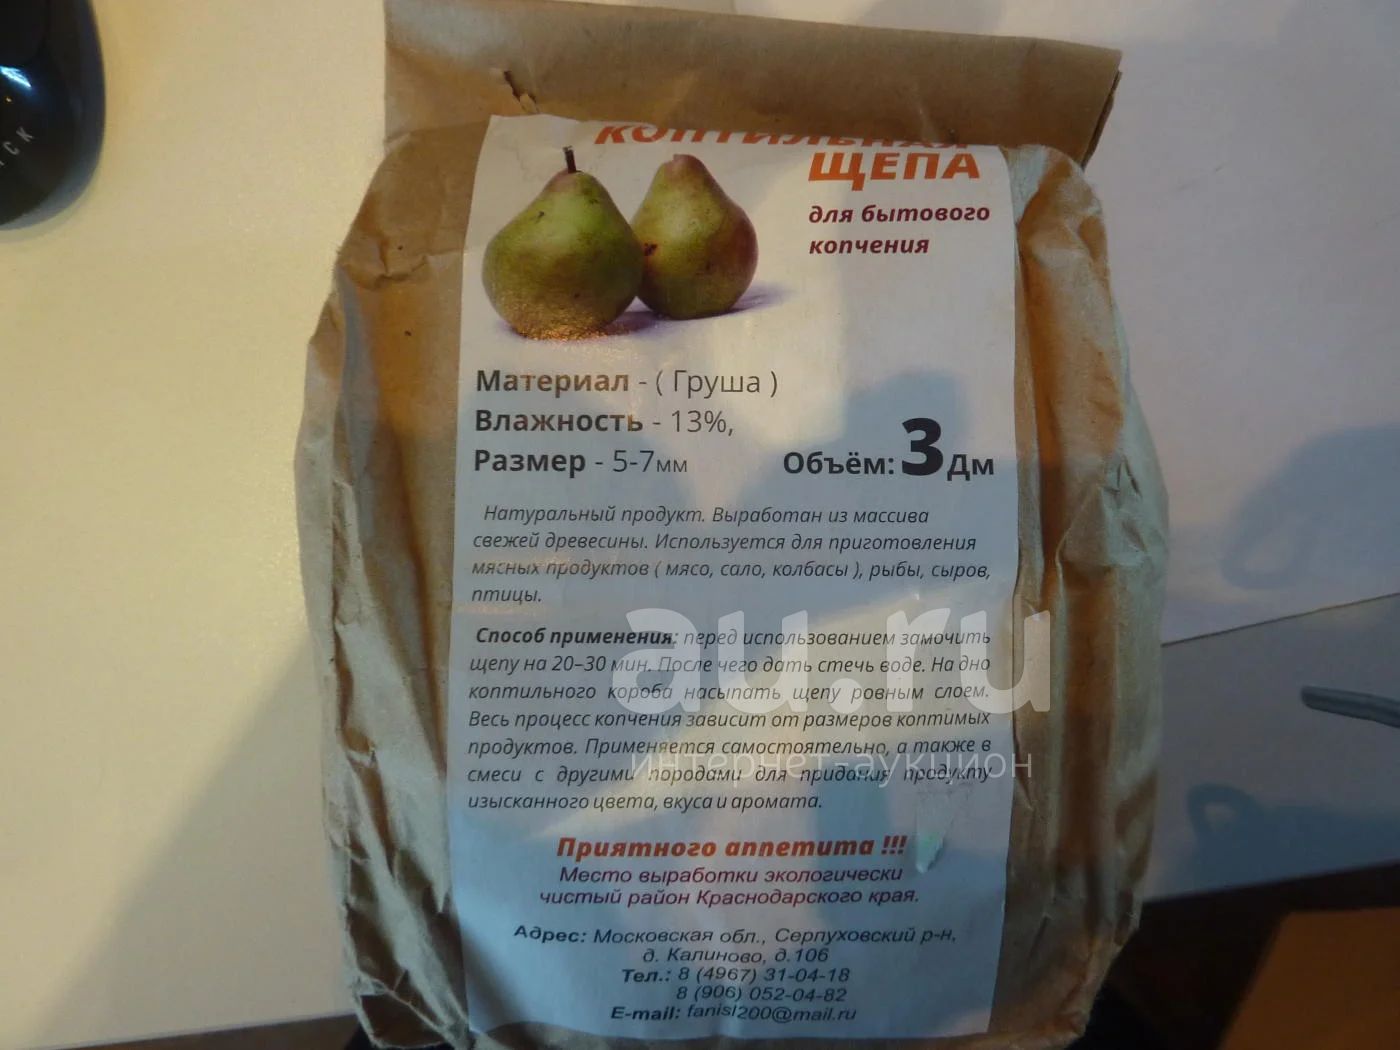 КОПТИЛЬНАЯ
ЩЕПА
для бытового
копчения
Материал - ( Груша )
Влажность - 13%,
Размер - 5-7мм
Объём: 3 Дм
Натуральный продукт. Выработан из массива
свежей древесины. Используется для приготовления
мясных продуктов ( мясо, сало, колбасы ), рыбы, сыров,
птицы.
Способ применения: перед использованием замочить
щепу на 20–30 мин. После чего дать стечь воде. На дно
коптильного короба насыпать щепу ровным слоем.
Весь процесс копчения зависит от размеров коптимых
продуктов. Применяется самостоятельно, а также в
смеси с другими породами для придания продукту
изысканного цвета, вкуса и аромата.
Приятного аппетита !!!
Место выработки экологически
чистый район Краснодарского края.
Адрес: Московская обл., Серпуховский р-н,
д. Калиново, д.106
Тел.: 8 (4967) 31-04-18
8 (906) 052-04-82
E-mail: fanisl200@mail.ru
au.ru
интернет-аукцион